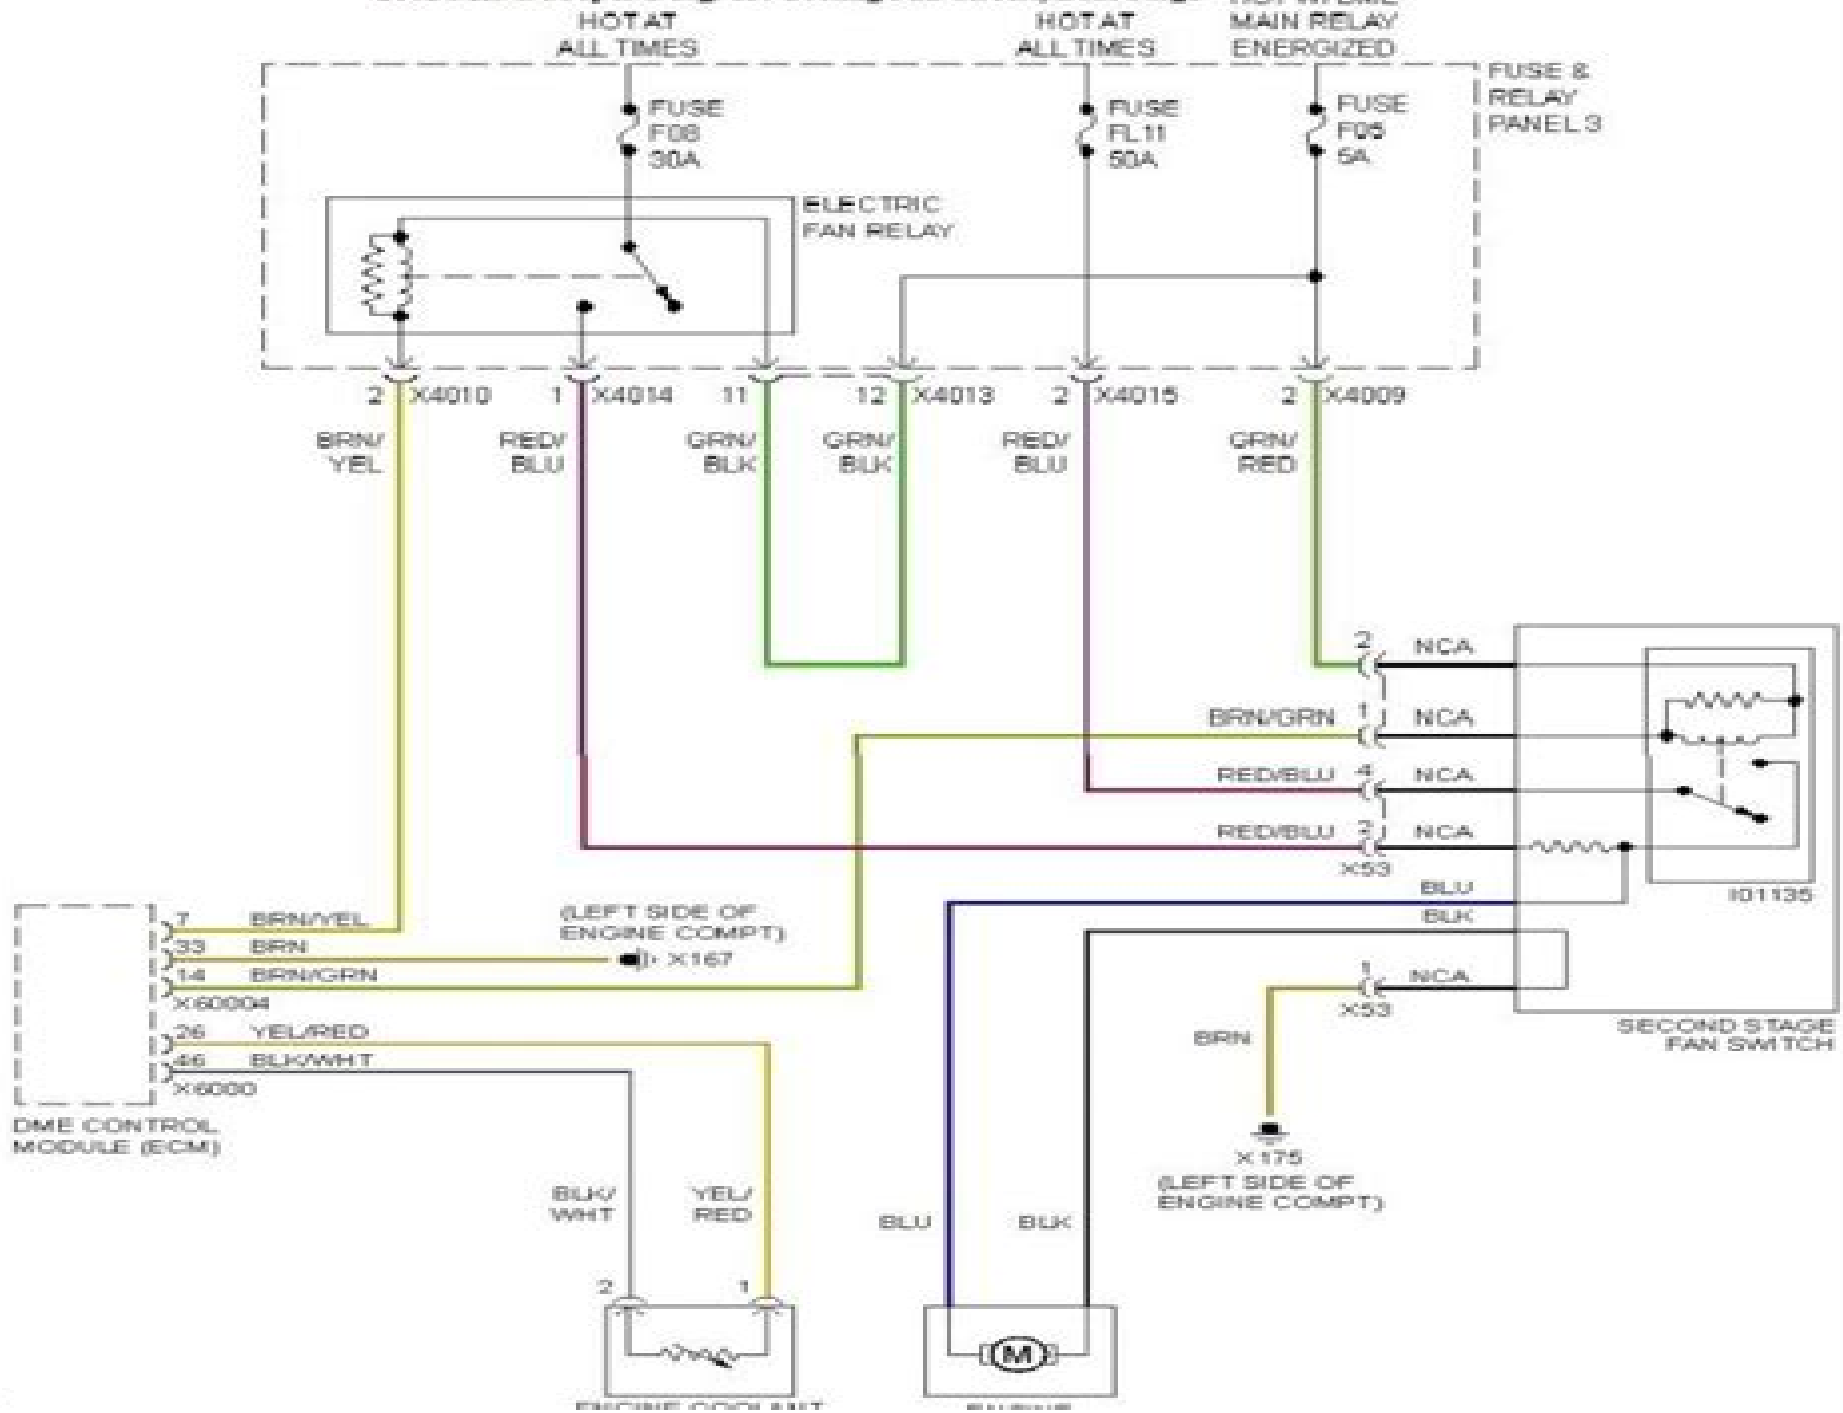 HOT AT
ALL TIMES
HOT AT
ALL TIMES
MAIN RELAY
ENERGIZED
FUSE &
RELAY
PANEL 3
FUSE
F08
30A
FUSE
FL11
50A
FUSE
F05
5A
ELECTRIC
FAN RELAY
2 X4010
1 X4014
11
12 X4013
2 X4015
2 X4009
BRN/
YEL
RED/
BLU
GRN/
BLK
GRN/
BLK
RED/
BLU
GRN/
RED
2 NCA
BRN/GRN 1 NCA
RED/BLU 4 NCA
RED/BLU NCA
X53
BLU
BLK
I01135
1 NCA
X53
SECOND STAGE
FAN SWITCH
7 BRN/YEL
33 BRN
14 BRN/GRN
X60004
26 YEL/RED
46 BLK/WHT
X6000
DME CONTROL
MODULE (ECM)
(LEFT SIDE OF
ENGINE COMPT)
X167
BRN
X175
(LEFT SIDE OF
ENGINE COMPT)
BLK/
WHT
YEL/
RED
BLU
BLK
2
1
M
ENGINE COOLANT
ENGINE